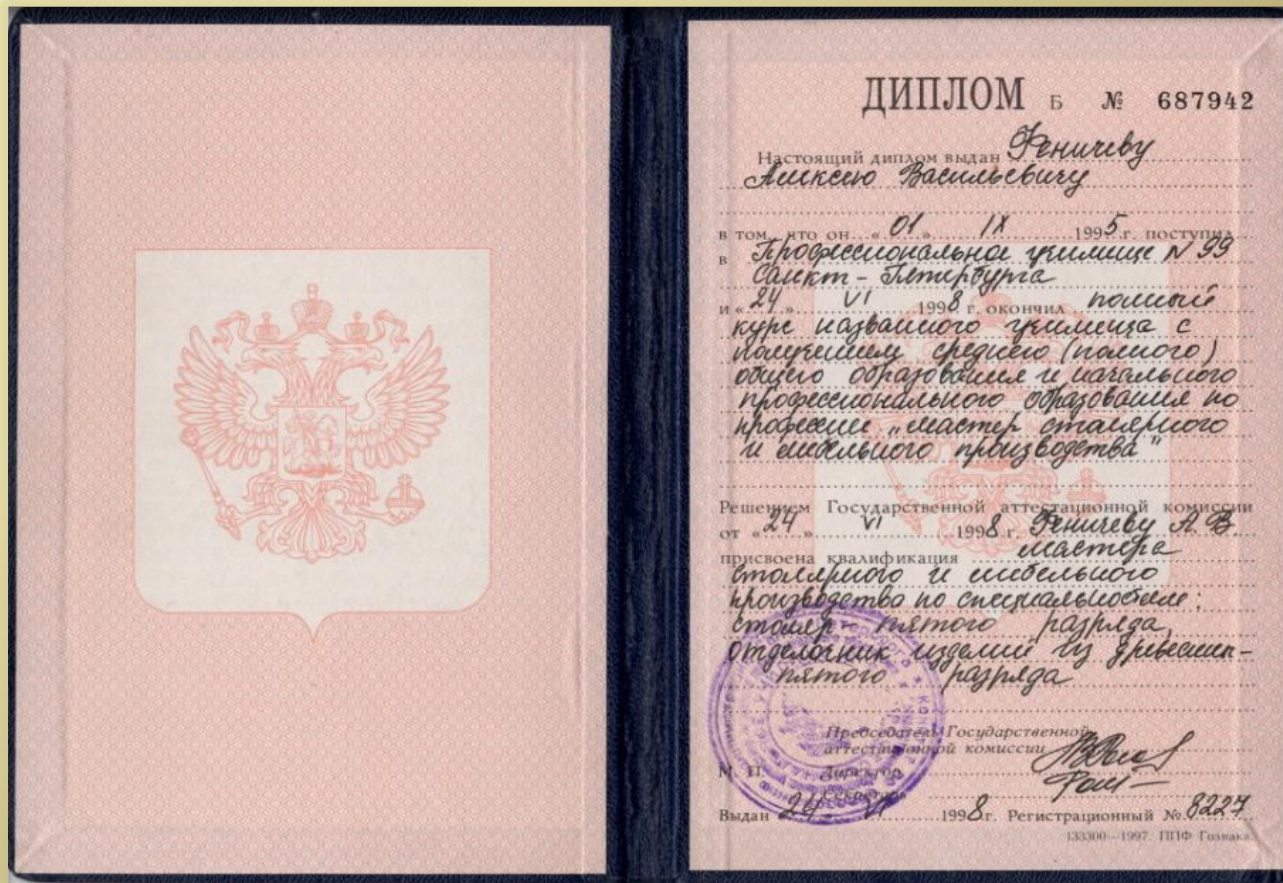 ДИПЛОМ Б № 687942
Настоящий диплом выдан Феничеву
Алексею Васильевичу
в том, что он « 01 » IX 1995 г. поступил
в Профессиональное училище N 99
Санкт-Петербурга
и « 24 » VI 1998 г. окончил полный
курс названного училища с
получением среднего (полного)
общего образования и начального
профессионального образования по
профессии „мастер столярного
и мебельного производства"
Решением Государственной аттестационной комиссии
от « 24 » VI 1998 г. Феничеву А.В.
присвоена квалификация мастера
столярного и мебельного
производства по специальностям:
столяр - пятого разряда,
отделочник изделий из древесины-
пятого разряда
Председатель Государственной
аттестационной комиссии
М. П. Директор
Секретарь
Выдан 24 VI 1998 г. Регистрационный № 8227
133300—1997. ППФ Гознака.